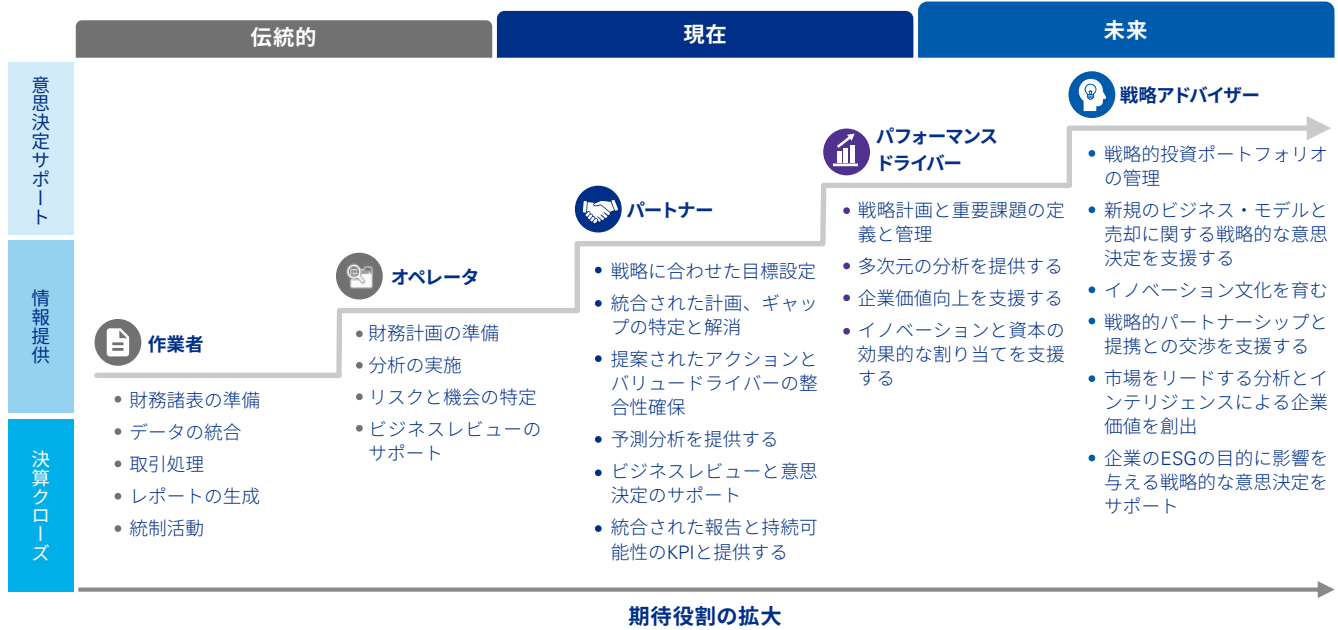 伝統的
現在
未来
意思決定サポート
情報提供
決算クローズ
作業者
• 財務諸表の準備
• データの統合
• 取引処理
• レポートの生成
• 統制活動
オペレータ
• 財務計画の準備
• 分析の実施
• リスクと機会の特定
• ビジネスレビューの
サポート
パートナー
• 戦略に合わせた目標設定
• 統合された計画、ギャッ
プの特定と解消
• 提案されたアクションと
バリュードライバーの整
合性確保
• 予測分析を提供する
• ビジネスレビューと意思
決定のサポート
• 統合された報告と持続可
能性のKPIと提供する
パフォーマンス
ドライバー
• 戦略計画と重要課題の定
義と管理
• 多次元の分析を提供する
• 企業価値向上を支援する
• イノベーションと資本の
効果的な割り当てを支援
する
戦略アドバイザー
• 戦略的投資ポートフォリオ
の管理
• 新規のビジネス・モデルと
売却に関する戦略的な意思
決定を支援する
• イノベーション文化を育む
• 戦略的パートナーシップと
提携との交渉を支援する
• 市場をリードする分析とイ
ンテリジェンスによる企業
価値を創出
• 企業のESGの目的に影響を
与える戦略的な意思決定を
サポート
期待役割の拡大